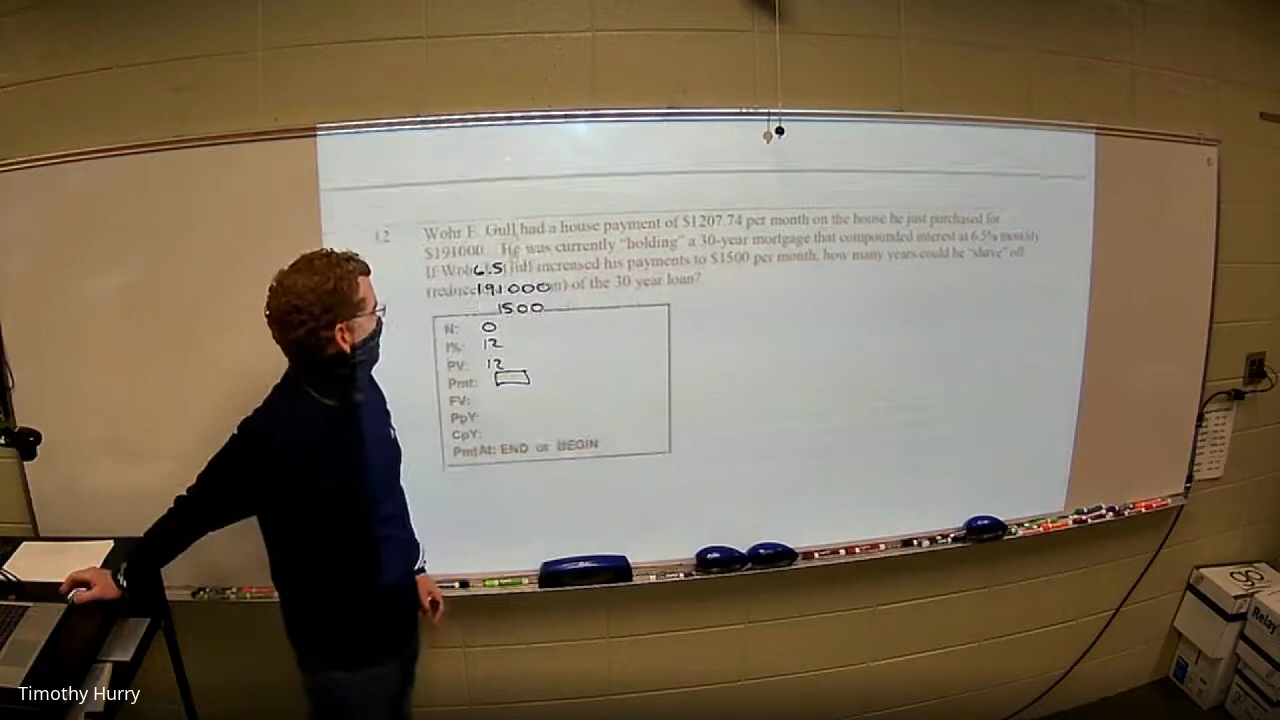 12
Wohr E. Gull had a house payment of $1207.74 per month on the house he just purchased for
$191000. He was currently "holding" a 30-year mortgage that compounded interest at 6.5% monthly
If 6.5 increased his payments to $1500 per month, how many years could he "shave" off
(reduce 191000 of the 30 year loan?
1500
N: 0
I%: 12
PV: 12
Pmt:
FV:
PpY:
CpY:
PmtAt: END or BEGIN
Relay
Timothy Hurry